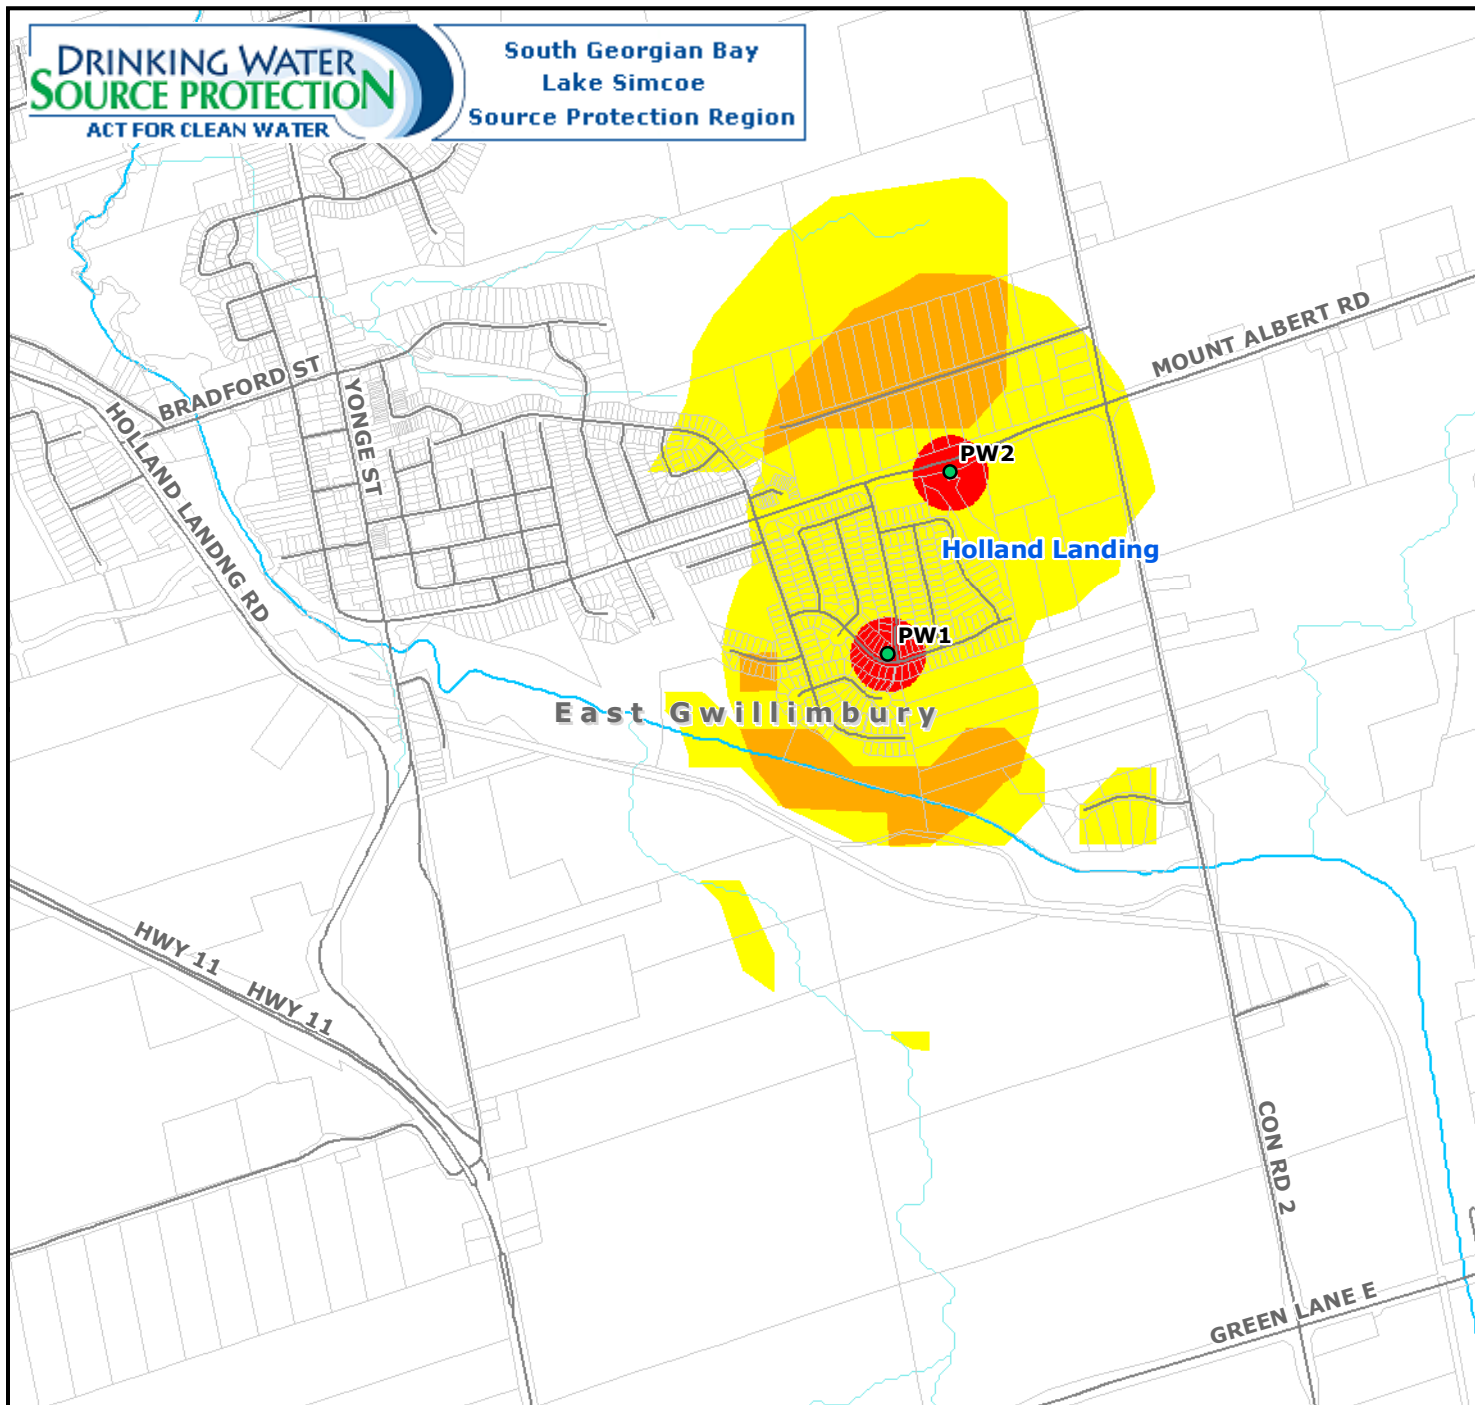 DRINKING WATER
SOURCE PROTECTION
ACT FOR CLEAN WATER
South Georgian Bay
Lake Simcoe
Source Protection Region
MOUNT ALBERT RD
BRADFORD ST
YONGE ST
HOLLAND LANDNG RD
PW2
Holland Landing
PW1
East Gwillimbury
HWY 11
HWY 11
CON RD 2
GREEN LANE E